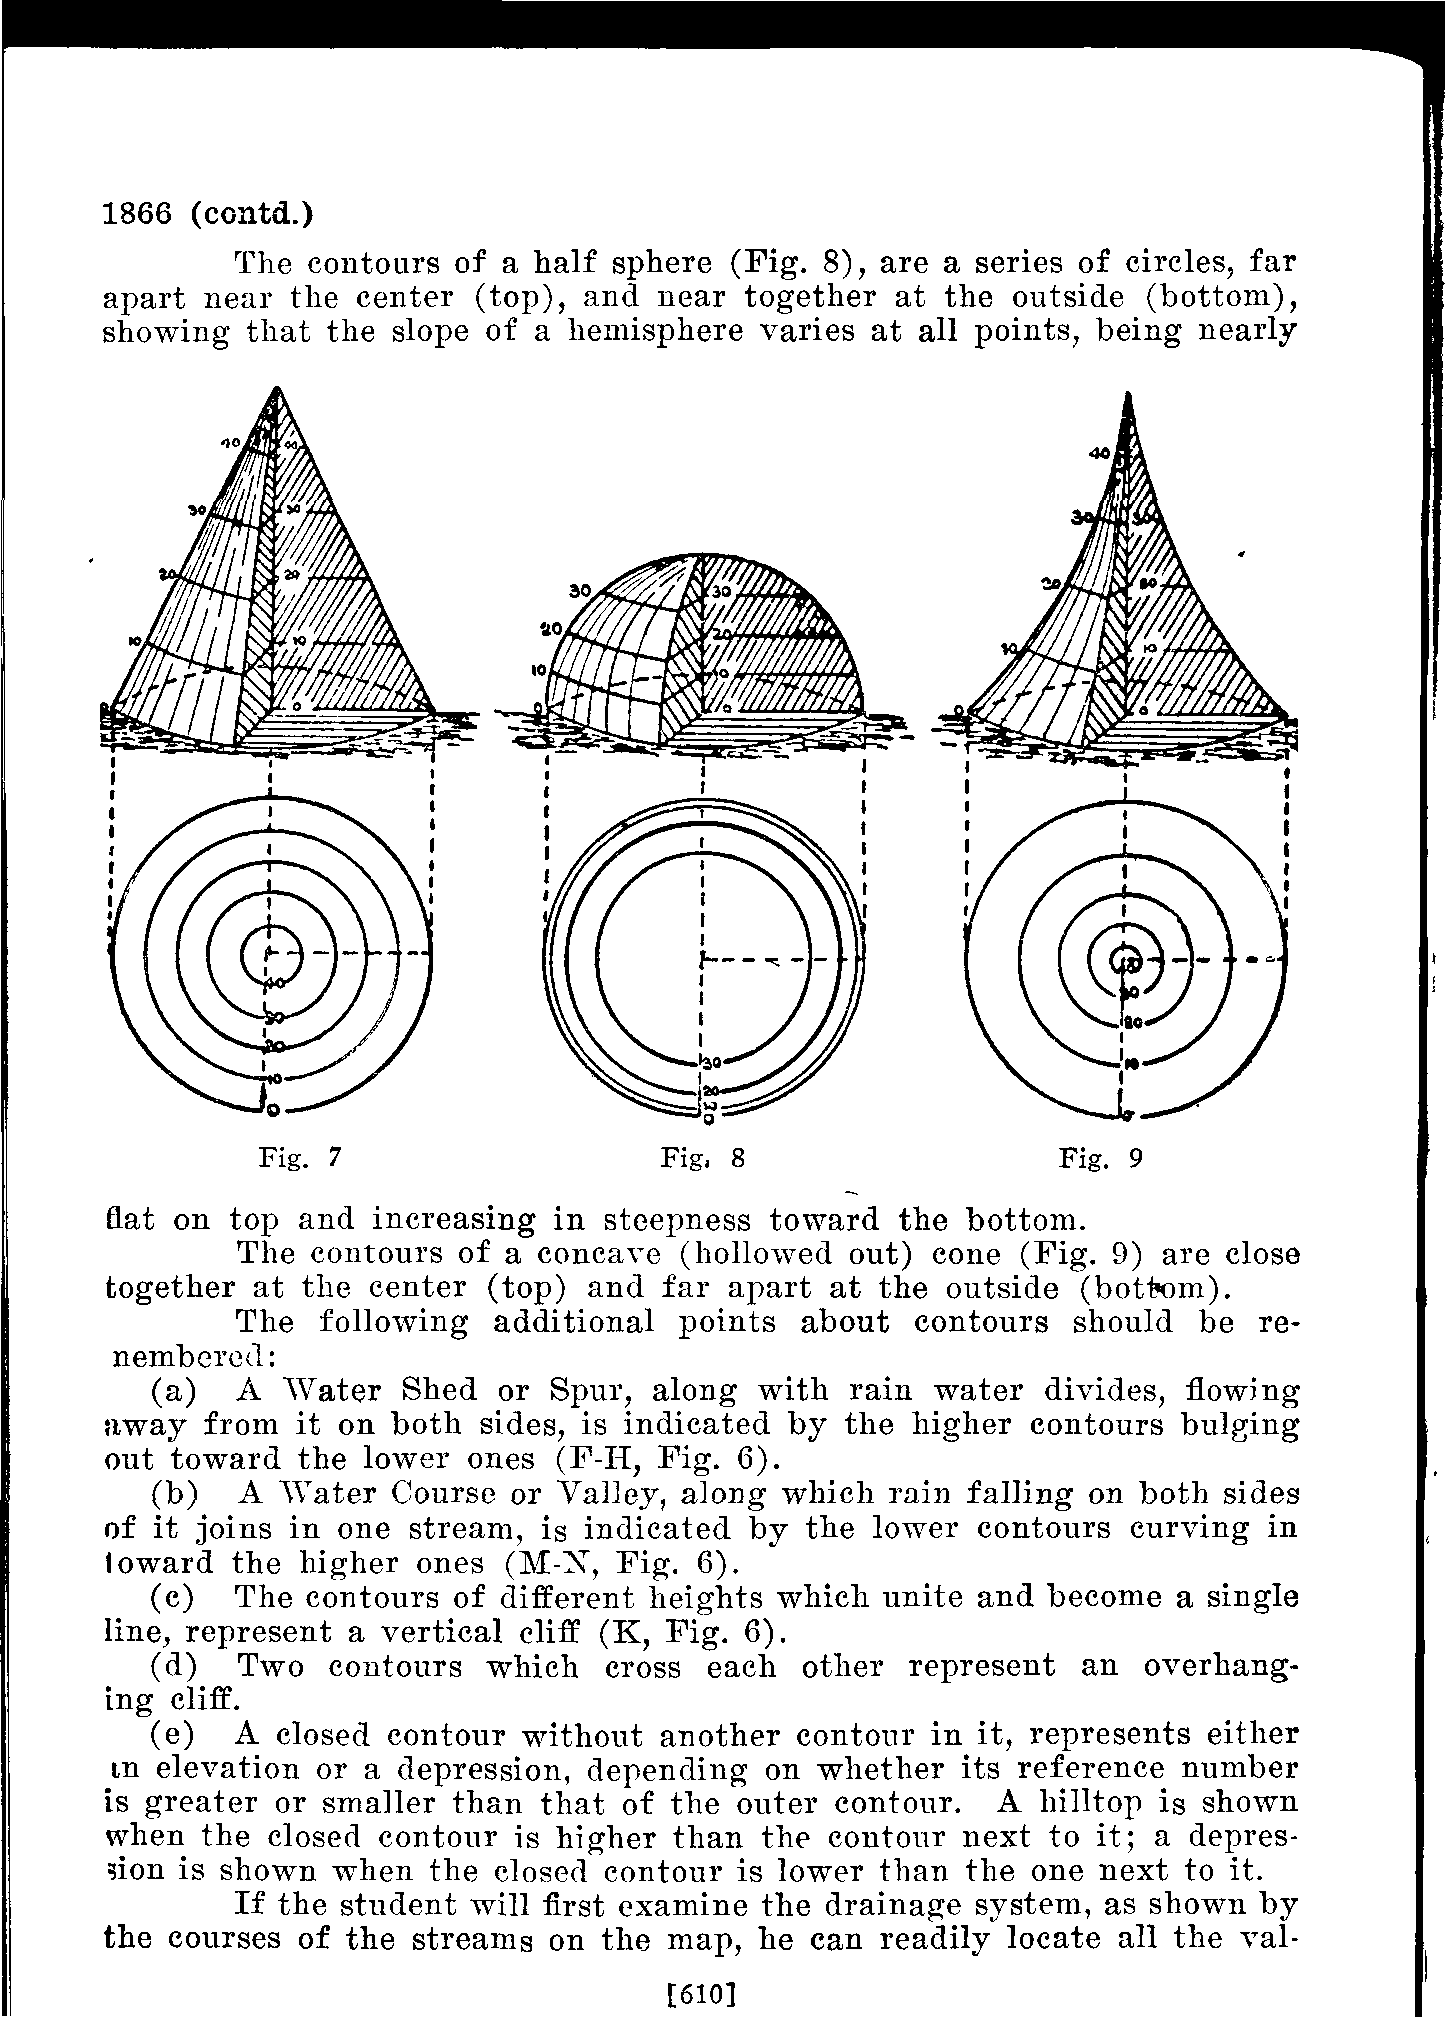 1866 (contd.)
The contours of a half sphere (Fig. 8), are a series of circles, far
apart near the center (top), and near together at the outside (bottom),
showing that the slope of a hemisphere varies at all points, being nearly
40 40
30 30
20 20
10 10
0
30 30
20 20
10 10
0 0
40
30 30
20 20
10 10
0 0
40
30
20
10
0
30
20
10
0
30
20
10
0
Fig. 7 Fig. 8 Fig. 9
flat on top and increasing in steepness toward the bottom.
The contours of a concave (hollowed out) cone (Fig. 9) are close
together at the center (top) and far apart at the outside (bottom).
The following additional points about contours should be re-
nembered:
(a) A Water Shed or Spur, along with rain water divides, flowing
away from it on both sides, is indicated by the higher contours bulging
out toward the lower ones (F-H, Fig. 6).
(b) A Water Course or Valley, along which rain falling on both sides
of it joins in one stream, is indicated by the lower contours curving in
toward the higher ones (M-N, Fig. 6).
(c) The contours of different heights which unite and become a single
line, represent a vertical cliff (K, Fig. 6).
(d) Two contours which cross each other represent an overhang-
ing cliff.
(e) A closed contour without another contour in it, represents either
an elevation or a depression, depending on whether its reference number
is greater or smaller than that of the outer contour. A hilltop is shown
when the closed contour is higher than the contour next to it; a depres-
sion is shown when the closed contour is lower than the one next to it.
If the student will first examine the drainage system, as shown by
the courses of the streams on the map, he can readily locate all the val-
[610]